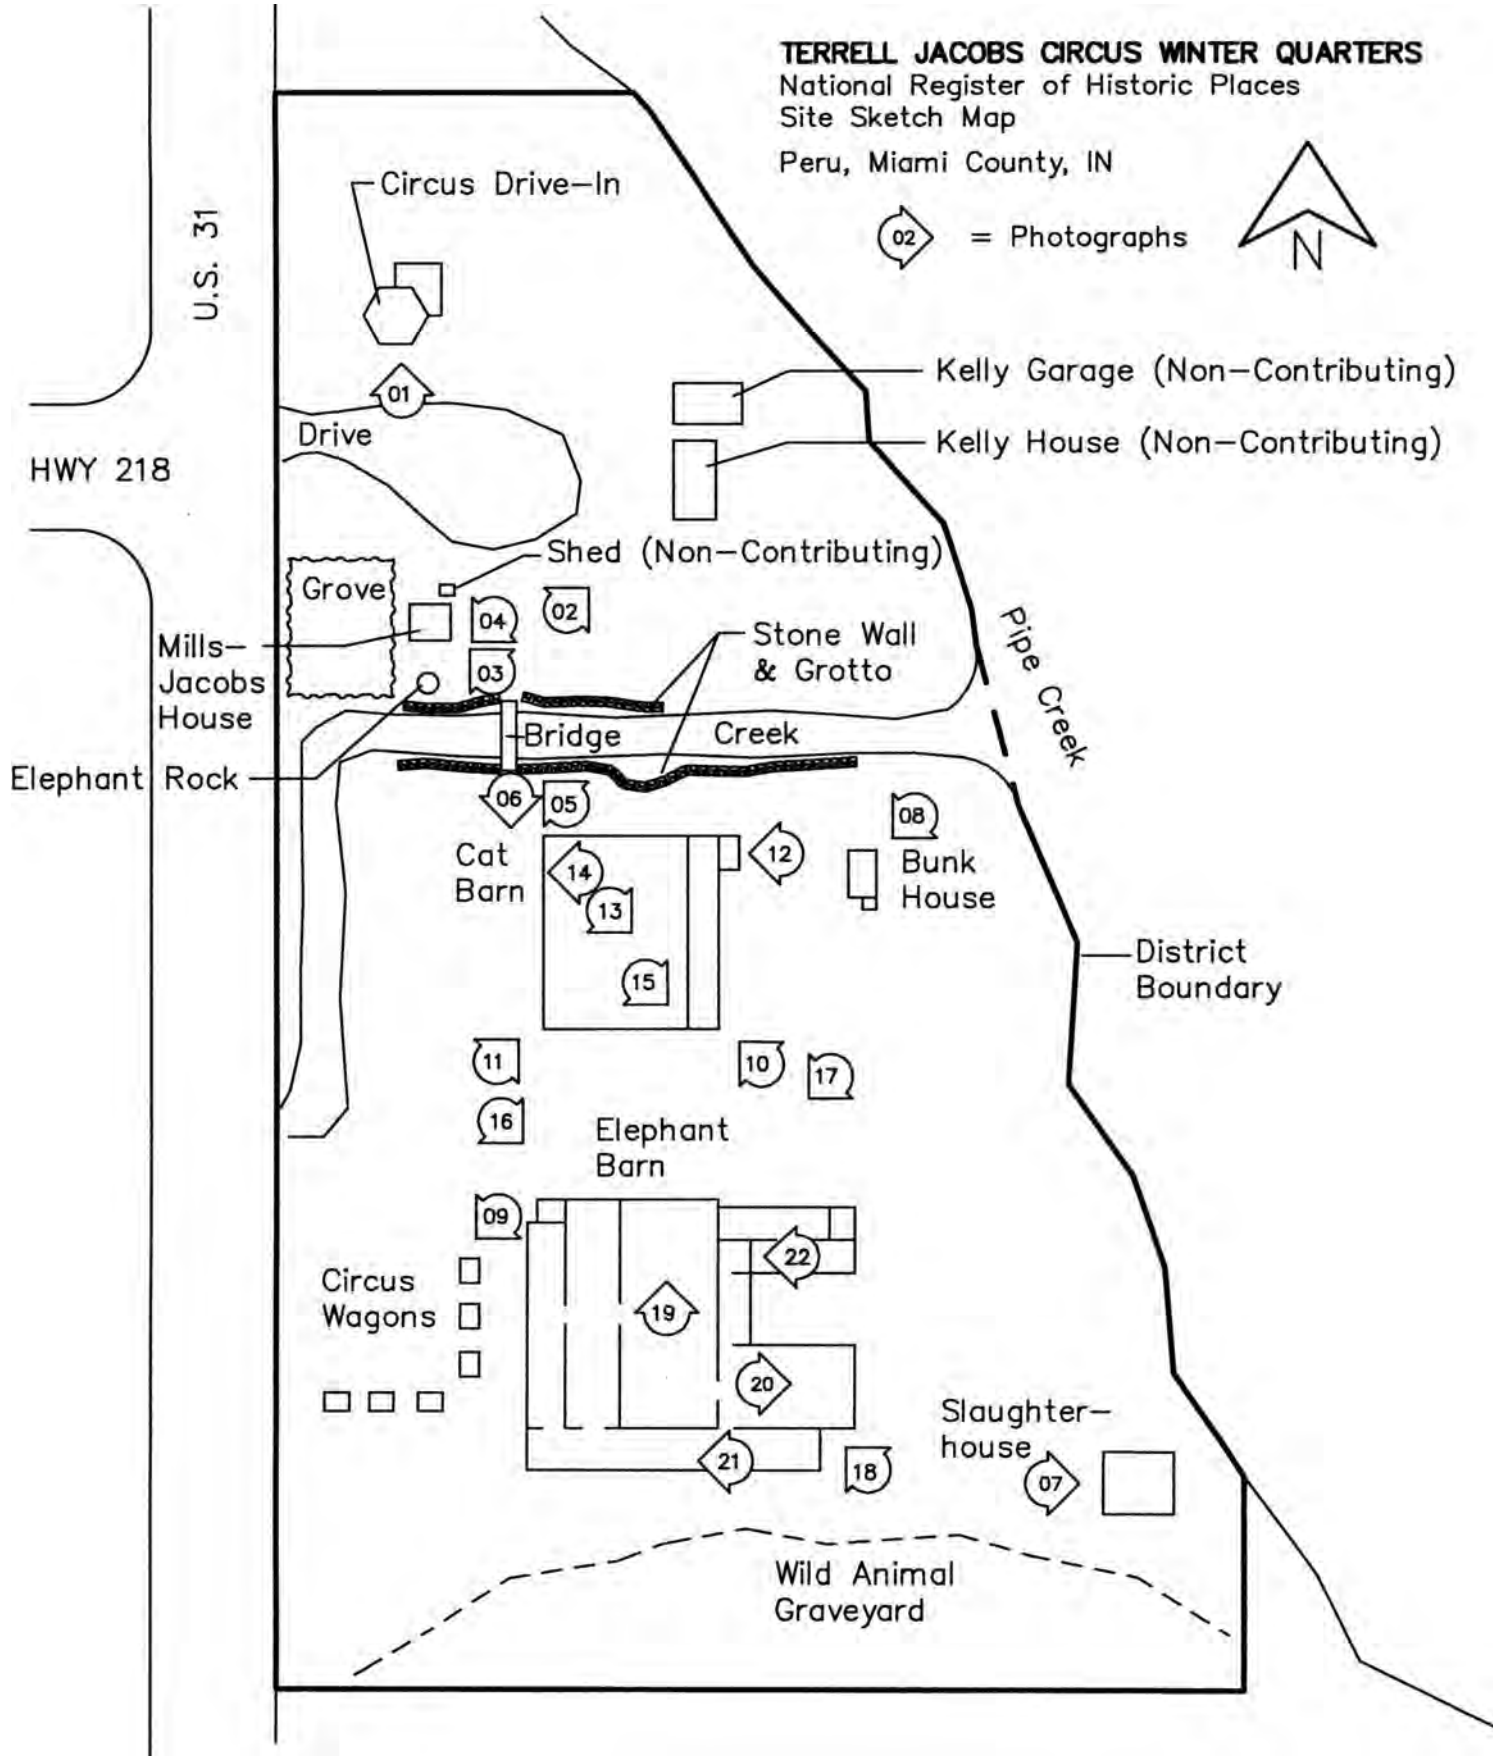 TERRELL JACOBS CIRCUS WINTER QUARTERS
National Register of Historic Places
Site Sketch Map
Peru, Miami County, IN
02 = Photographs
N
Circus Drive-In
U.S. 31
01
Drive
HWY 218
Kelly Garage (Non-Contributing)
Kelly House (Non-Contributing)
Shed (Non-Contributing)
Grove
04
02
Mills-
Jacobs
House
03
Stone Wall
& Grotto
Pipe Creek
Bridge
Creek
Elephant Rock
06
05
08
Cat
Barn
14
13
15
12
Bunk
House
District
Boundary
11
10
17
16
Elephant
Barn
09
22
Circus
Wagons
19
20
21
18
Slaughter-
house
07
Wild Animal
Graveyard